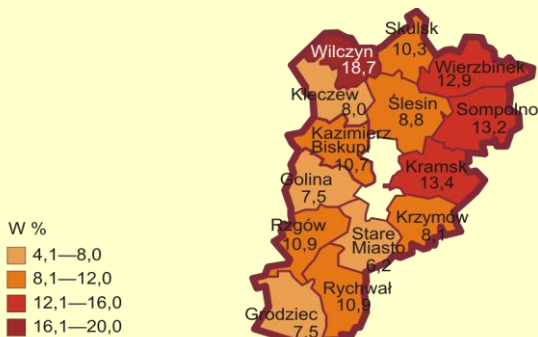 Skulsk
10,3
Wilczyn
18,7
Wierzbinek
12,9
Kleczew
8,0
Ślesin
8,8
Sompolno
13,2
Kazimierz
Biskupi
10,7
Kramsk
13,4
Golina
7,5
Krzymów
8,1
Rzgów
10,9
Stare
Miasto
6,2
Rychwał
10,9
Grodziec
7,5
W %
4,1—8,0
8,1—12,0
12,1—16,0
16,1—20,0